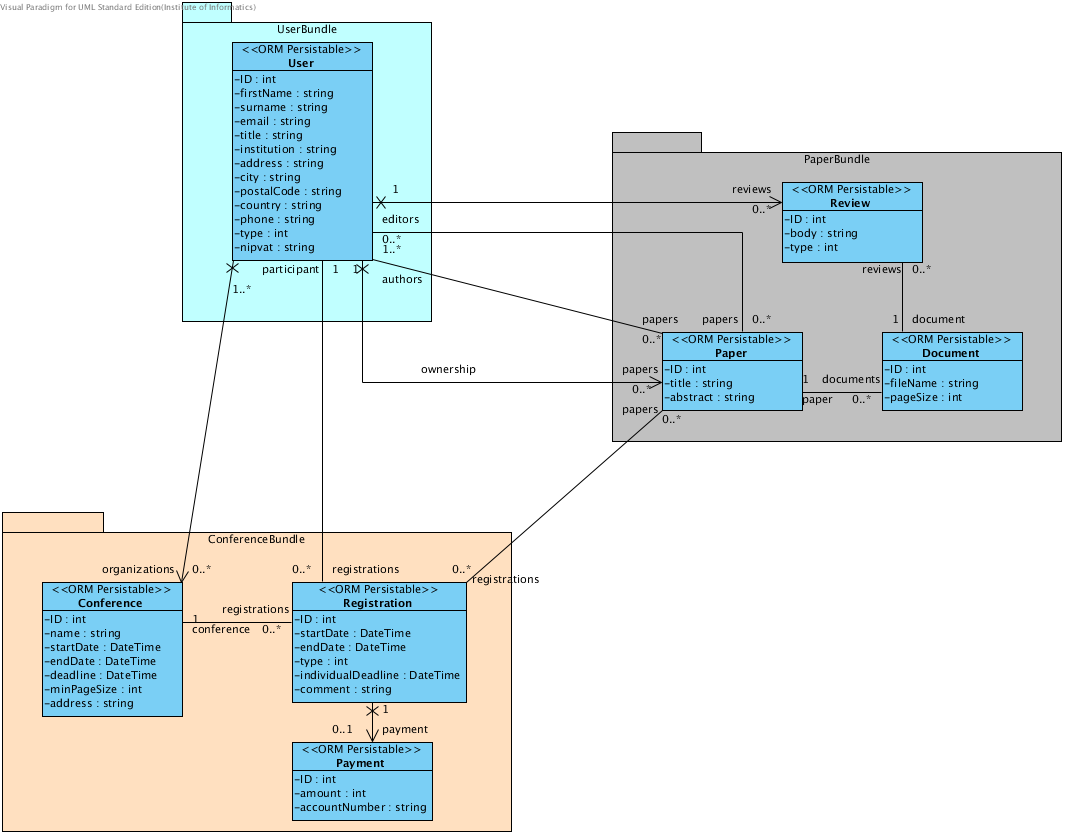 Visual Paradigm for UML Standard Edition(Institute of Informatics)
UserBundle
<<ORM Persistable>>
User
-ID : int
-firstName : string
-surname : string
-email : string
-title : string
-institution : string
-address : string
-city : string
-postalCode : string
-country : string
-phone : string
-type : int
-nipvat : string
1
editors
0..*
1..*
authors
participant
1
1
1..*
ownership
PaperBundle
reviews
0..*
<<ORM Persistable>>
Review
-ID : int
-body : string
-type : int
reviews
0..*
papers
papers
0..*
1
document
0..*
<<ORM Persistable>>
Paper
-ID : int
-title : string
-abstract : string
papers
0..*
papers
0..*
1
documents
paper
0..*
<<ORM Persistable>>
Document
-ID : int
-fileName : string
-pageSize : int
ConferenceBundle
organizations
0..*
0..*
registrations
0..*
registrations
<<ORM Persistable>>
Conference
-ID : int
-name : string
-startDate : DateTime
-endDate : DateTime
-deadline : DateTime
-minPageSize : int
-address : string
registrations
1
conference
0..*
<<ORM Persistable>>
Registration
-ID : int
-startDate : DateTime
-endDate : DateTime
-type : int
-individualDeadline : DateTime
-comment : string
1
0..1
payment
<<ORM Persistable>>
Payment
-ID : int
-amount : int
-accountNumber : string